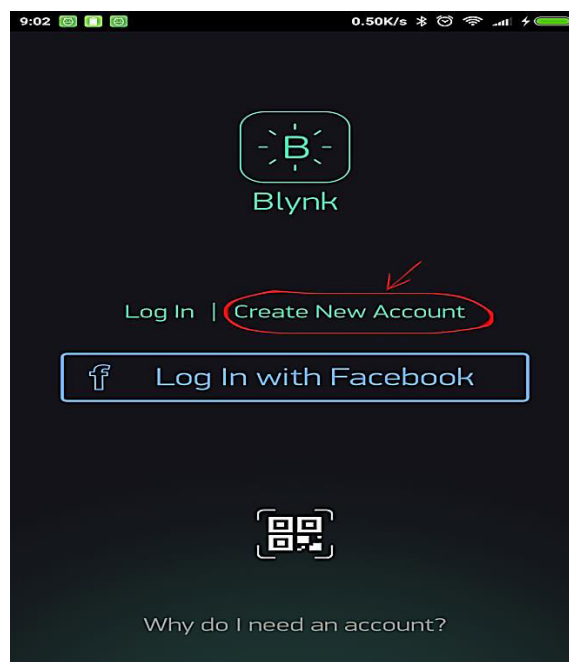 9:02 0.50K/s
B
Blynk
Log In | Create New Account
f Log In with Facebook
Why do I need an account?